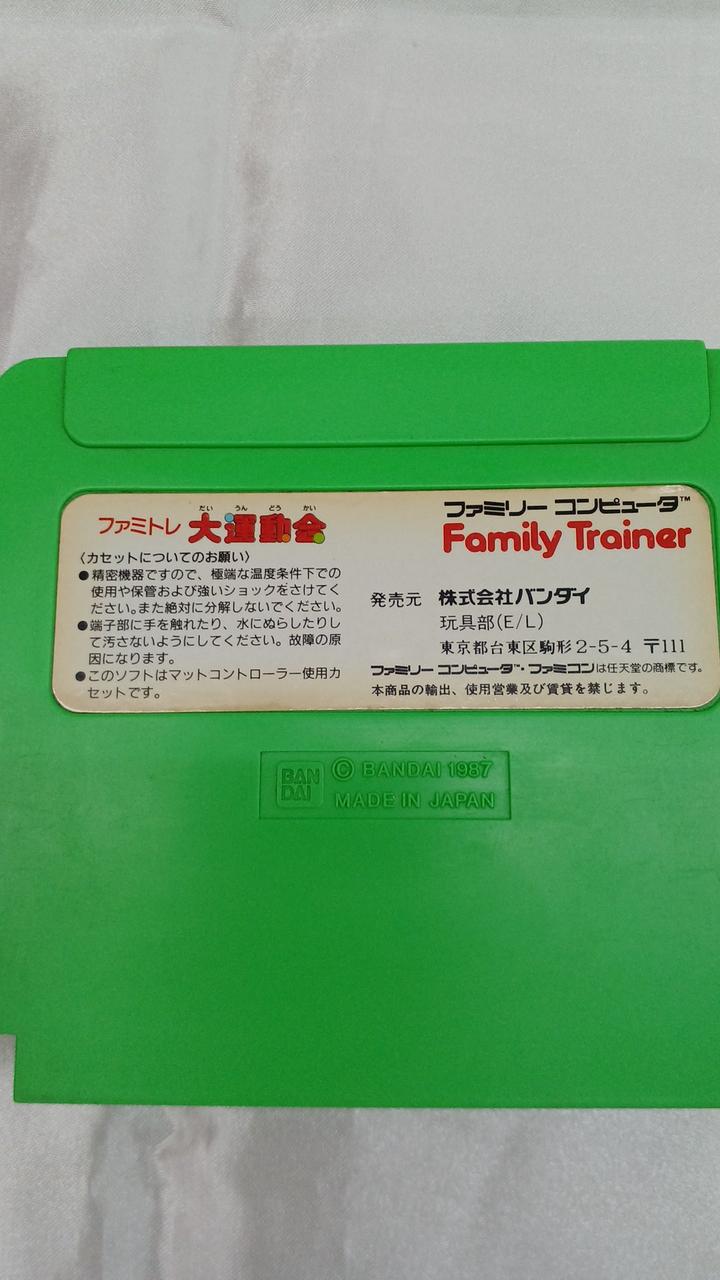 だい うん どう かい
ファミトレ 大運動会
〈カセットについてのお願い〉
●精密機器ですので、極端な温度条件下での
使用や保管および強いショックをさけてく
ださい。また絶対に分解しないでください。
●端子部に手を触れたり、水にぬらしたりし
て汚さないようにしてください。故障の原
因になります。
●このソフトはマットコントローラー使用カ
セットです。
ファミリー コンピュータ™
Family Trainer
発売元 株式会社バンダイ
玩具部(E/L)
東京都台東区駒形2-5-4 〒111
ファミリー コンピュータ™・ファミコンは任天堂の商標です。
本商品の輸出、使用営業及び賃貸を禁じます。
BAN
DAI
© BANDAI 1987
MADE IN JAPAN